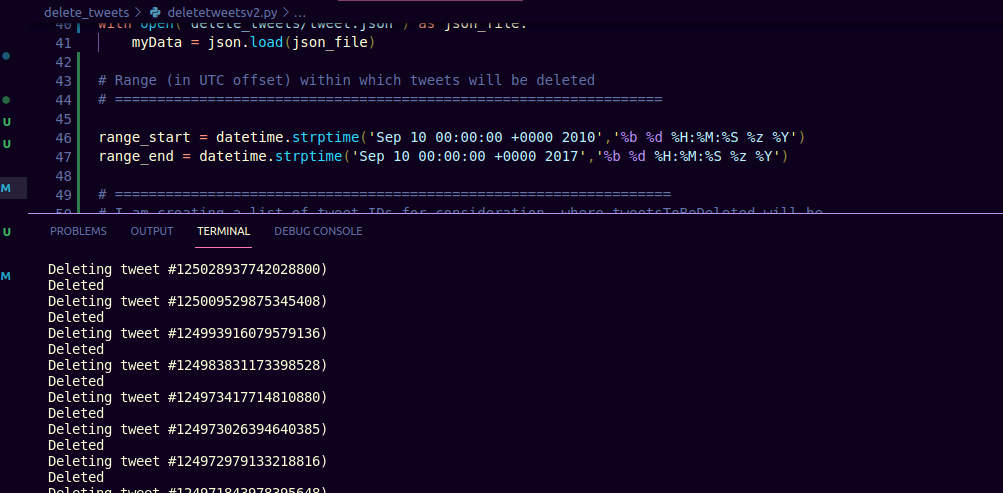 delete_tweets > deletetweetsv2.py > ...
40 with open('delete_tweets/tweet.json') as json_file:
41 myData = json.load(json_file)
42
43 # Range (in UTC offset) within which tweets will be deleted
44 # =================================================================
45
46 range_start = datetime.strptime('Sep 10 00:00:00 +0000 2010','%b %d %H:%M:%S %z %Y')
47 range_end = datetime.strptime('Sep 10 00:00:00 +0000 2017','%b %d %H:%M:%S %z %Y')
48
49 # ==================================================================
50 # I am creating a list of tweet IDs for consideration, where tweetsToBeDeleted will be
U
U
M
U
M
PROBLEMS OUTPUT TERMINAL DEBUG CONSOLE
Deleting tweet #125028937742028800)
Deleted
Deleting tweet #125009529875345408)
Deleted
Deleting tweet #124993916079579136)
Deleted
Deleting tweet #124983831173398528)
Deleted
Deleting tweet #124973417714810880)
Deleted
Deleting tweet #124973026394640385)
Deleted
Deleting tweet #124972979133218816)
Deleted
Deleting tweet #124971843978395648)